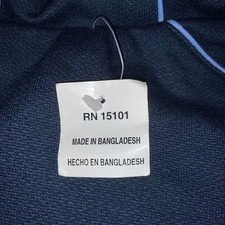 RN 15101
MADE IN BANGLADESH
HECHO EN BANGLADESH